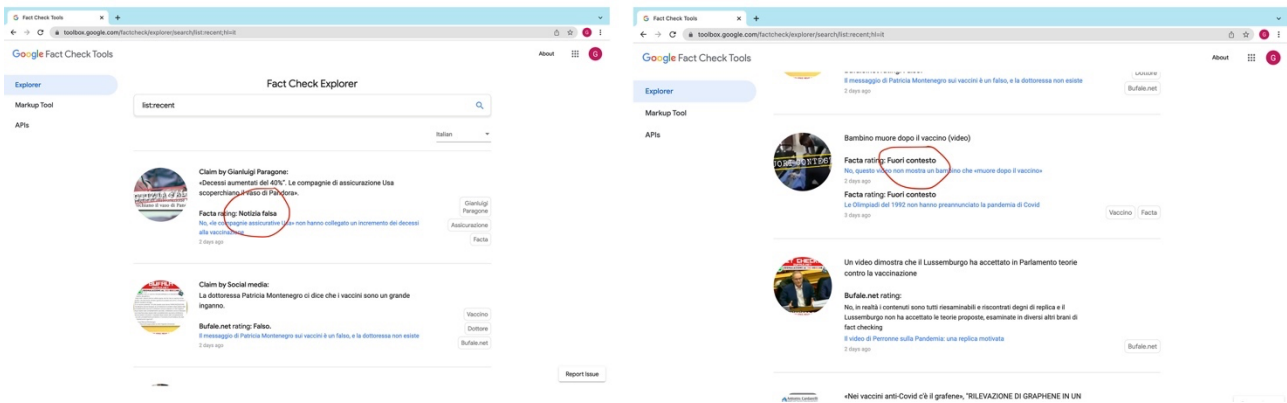 Fact Check Tools
toolbox.google.com/factcheck/explorer/search/list:recent;hl=it
Google Fact Check Tools
About
G
Explorer
Markup Tool
APIs
Fact Check Explorer
list:recent
Italian
Claim by Gianluigi Paragone:
«Decessi aumentati del 40%". Le compagnie di assicurazione Usa
scoperchiano il vaso di Pandora».
Facta rating: Notizia falsa
No, «le compagnie assicurative Usa» non hanno collegato un incremento dei decessi
alla vaccinazione
2 days ago
Gianluigi
Paragone
Assicurazione
Facta
Claim by Social media:
La dottoressa Patricia Montenegro ci dice che i vaccini sono un grande
inganno.
Bufale.net rating: Falso.
Il messaggio di Patricia Montenegro sui vaccini è un falso, e la dottoressa non esiste
2 days ago
Vaccino
Dottore
Bufale.net
Report Issue
Fact Check Tools
toolbox.google.com/factcheck/explorer/search/list:recent;hl=it
Google Fact Check Tools
About
G
Explorer
Markup Tool
APIs
Il messaggio di Patricia Montenegro sui vaccini è un falso, e la dottoressa non esiste
2 days ago
Dottore
Bufale.net
Bambino muore dopo il vaccino (video)
Facta rating: Fuori contesto
No, questo video non mostra un bambino che «muore dopo il vaccino»
2 days ago
Facta rating: Fuori contesto
Le Olimpiadi del 1992 non hanno preannunciato la pandemia di Covid
3 days ago
Vaccino
Facta
Un video dimostra che il Lussemburgo ha accettato in Parlamento teorie
contro la vaccinazione
Bufale.net rating:
No, in realtà i contenuti sono tutti riesaminabili e riscontrati degni di replica e il
Lussemburgo non ha accettato le teorie proposte, esaminate in diversi altri brani di
fact checking
Il video di Perronne sulla Pandemia: una replica motivata
2 days ago
Bufale.net
«Nei vaccini anti-Covid c'è il grafene», "RILEVAZIONE DI GRAPHENE IN UN